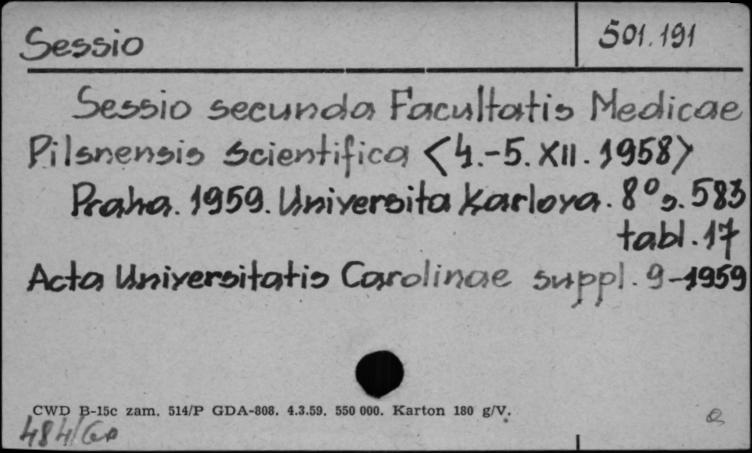 Sessio
501.191
Sessio secunda Facultatis Medicae
Pilsnensis scientifica <4.-5.XII.1958>
Praha. 1959. Universita Karlova. 8° s. 583
tabl. 17
Acta Universitatis Carolinae suppl. 9-1959
CWD B-15c zam. 514/P GDA-808. 4.3.59. 550 000. Karton 180 g/V.
484/